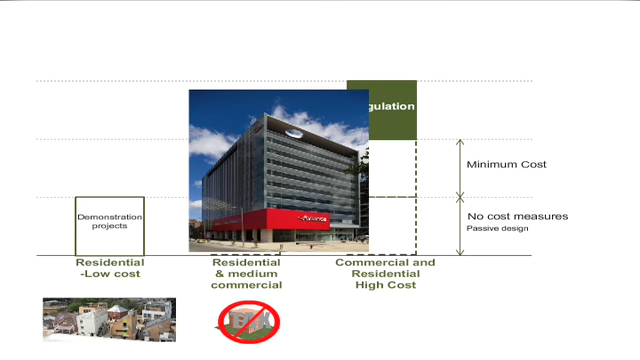 gulation
Minimum Cost
No cost measures
Passive design
Demonstration
projects
Residential
-Low cost
Residential
& medium
commercial
Commercial and
Residential
High Cost